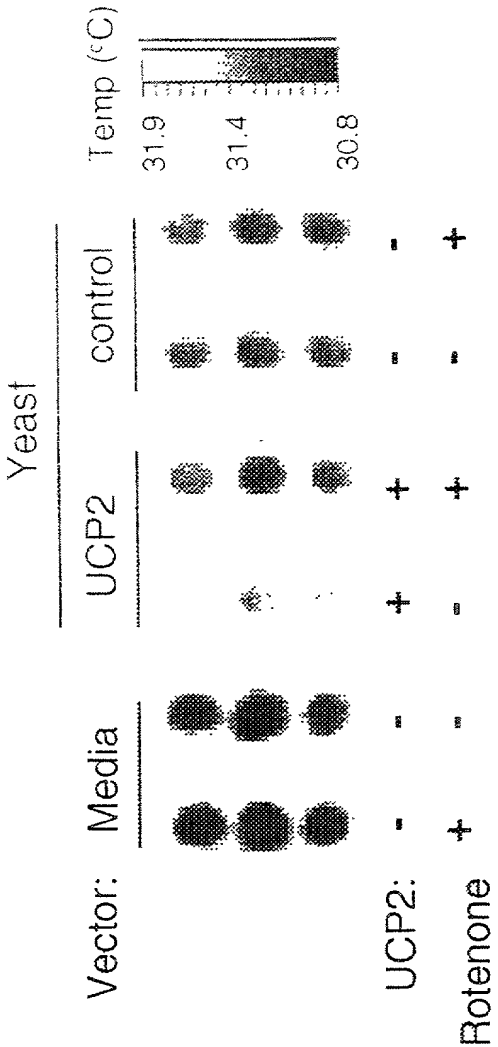 Yeast
Vector: Media UCP2 control Temp (°C)
31.9
31.4
30.8
UCP2: - - + + - -
Rotenone + - - + - +